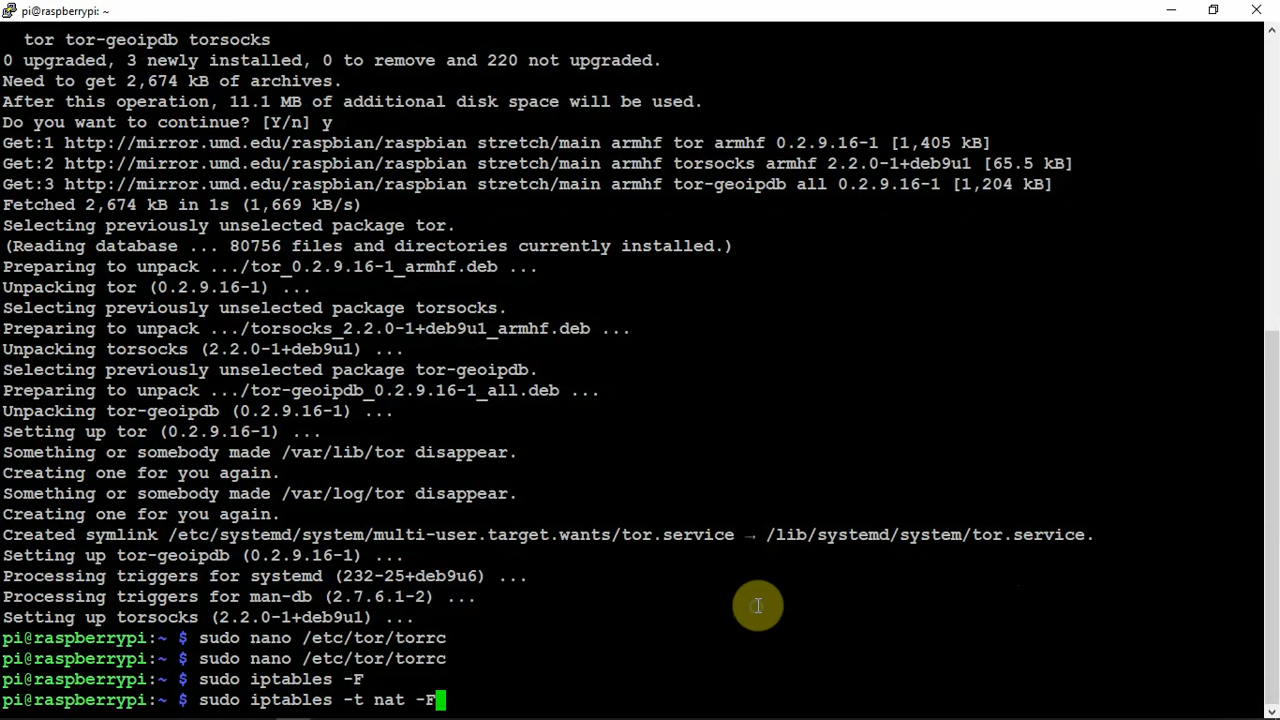 pi@raspberrypi: ~
tor tor-geoipdb torsocks
0 upgraded, 3 newly installed, 0 to remove and 220 not upgraded.
Need to get 2,674 kB of archives.
After this operation, 11.1 MB of additional disk space will be used.
Do you want to continue? [Y/n] y
Get:1 http://mirror.umd.edu/raspbian/raspbian stretch/main armhf tor armhf 0.2.9.16-1 [1,405 kB]
Get:2 http://mirror.umd.edu/raspbian/raspbian stretch/main armhf torsocks armhf 2.2.0-1+deb9u1 [65.5 kB]
Get:3 http://mirror.umd.edu/raspbian/raspbian stretch/main armhf tor-geoipdb all 0.2.9.16-1 [1,204 kB]
Fetched 2,674 kB in 1s (1,669 kB/s)
Selecting previously unselected package tor.
(Reading database ... 80756 files and directories currently installed.)
Preparing to unpack .../tor_0.2.9.16-1_armhf.deb ...
Unpacking tor (0.2.9.16-1) ...
Selecting previously unselected package torsocks.
Preparing to unpack .../torsocks_2.2.0-1+deb9u1_armhf.deb ...
Unpacking torsocks (2.2.0-1+deb9u1) ...
Selecting previously unselected package tor-geoipdb.
Preparing to unpack .../tor-geoipdb_0.2.9.16-1_all.deb ...
Unpacking tor-geoipdb (0.2.9.16-1) ...
Setting up tor (0.2.9.16-1) ...
Something or somebody made /var/lib/tor disappear.
Creating one for you again.
Something or somebody made /var/log/tor disappear.
Creating one for you again.
Created symlink /etc/systemd/system/multi-user.target.wants/tor.service → /lib/systemd/system/tor.service.
Setting up tor-geoipdb (0.2.9.16-1) ...
Processing triggers for systemd (232-25+deb9u6) ...
Processing triggers for man-db (2.7.6.1-2) ...
Setting up torsocks (2.2.0-1+deb9u1) ...
pi@raspberrypi:~ $ sudo nano /etc/tor/torrc
pi@raspberrypi:~ $ sudo nano /etc/tor/torrc
pi@raspberrypi:~ $ sudo iptables -F
pi@raspberrypi:~ $ sudo iptables -t nat -F